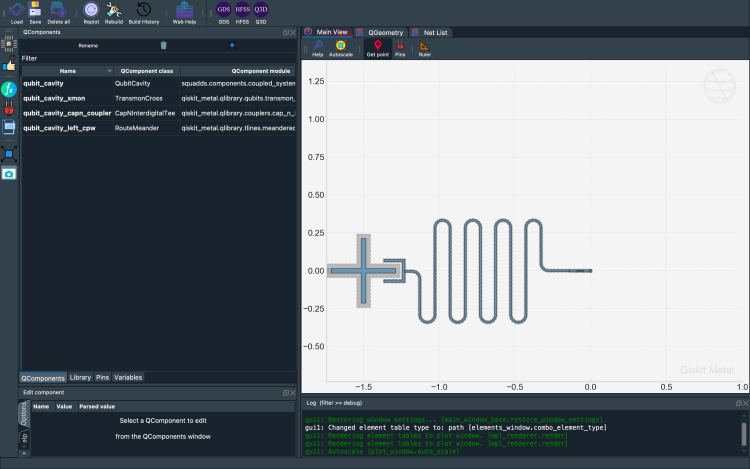 Load Save Delete all Replot Rebuild Build History Web Help GDS HFSS Q3D
GDS HFSS Q3D
QComponents
Rename
Filter
Name QComponent class QComponent module
qubit_cavity QubitCavity squadds.components.coupled_system
qubit_cavity_xmon TransmonCross qiskit_metal.qlibrary.qubits.transmon_
qubit_cavity_capn_coupler CapNInterdigitalTee qiskit_metal.qlibrary.couplers.cap_n_i
qubit_cavity_left_cpw RouteMeander qiskit_metal.qlibrary.tlines.meandered
QComponents Library Pins Variables
Edit component
Options
Name Value Parsed value
Select a QComponent to edit
from the QComponents window
Main View QGeometry Net List
Help Autoscale Get point Pins Ruler
1.25
1.00
0.75
0.50
0.25
0.00
−0.25
−0.50
−1.5 −1.0 −0.5 0.0 0.5 1.0
Qiskit Metal
Log (filter >= debug)
gui1: Restoring window settings... [main_window_base.restore_window_settings]
gui1: Changed element table type to: path [elements_window.combo_element_type]
gui1: Rendering element tables to plot window. [mpl_renderer.render]
gui1: Rendering element tables to plot window. [mpl_renderer.render]
gui1: Autoscale [plot_window.auto_scale]